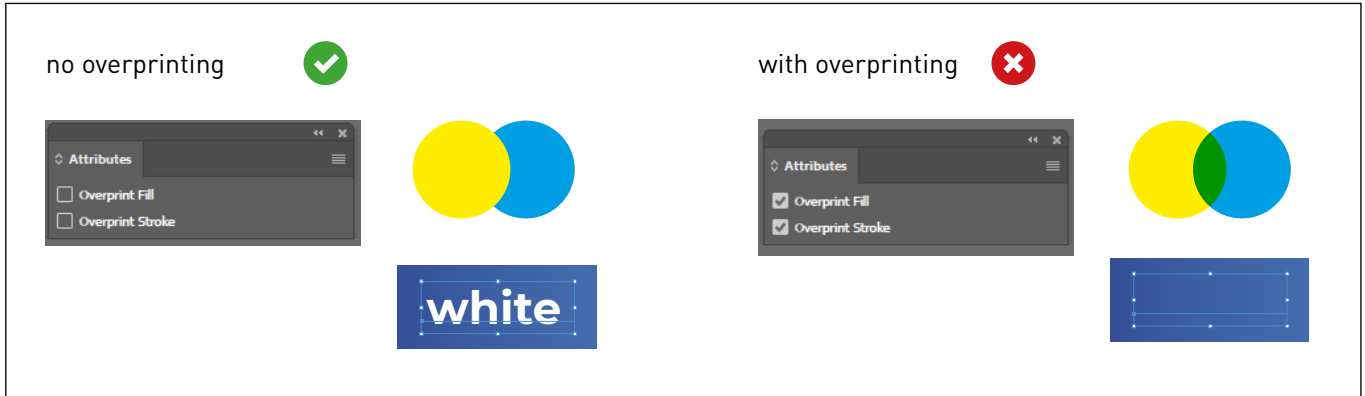 no overprinting
Attributes
Overprint Fill
Overprint Stroke
white
with overprinting
Attributes
Overprint Fill
Overprint Stroke